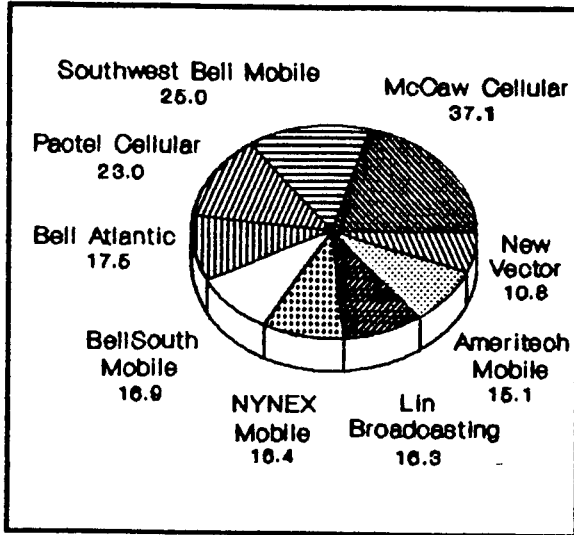 Southwest Bell Mobile
25.0
McCaw Cellular
37.1
Pactel Cellular
23.0
Bell Atlantic
17.5
New
Vector
10.8
BellSouth
Mobile
16.9
Ameritech
Mobile
15.1
NYNEX
Mobile
16.4
Lin
Broadcasting
16.3